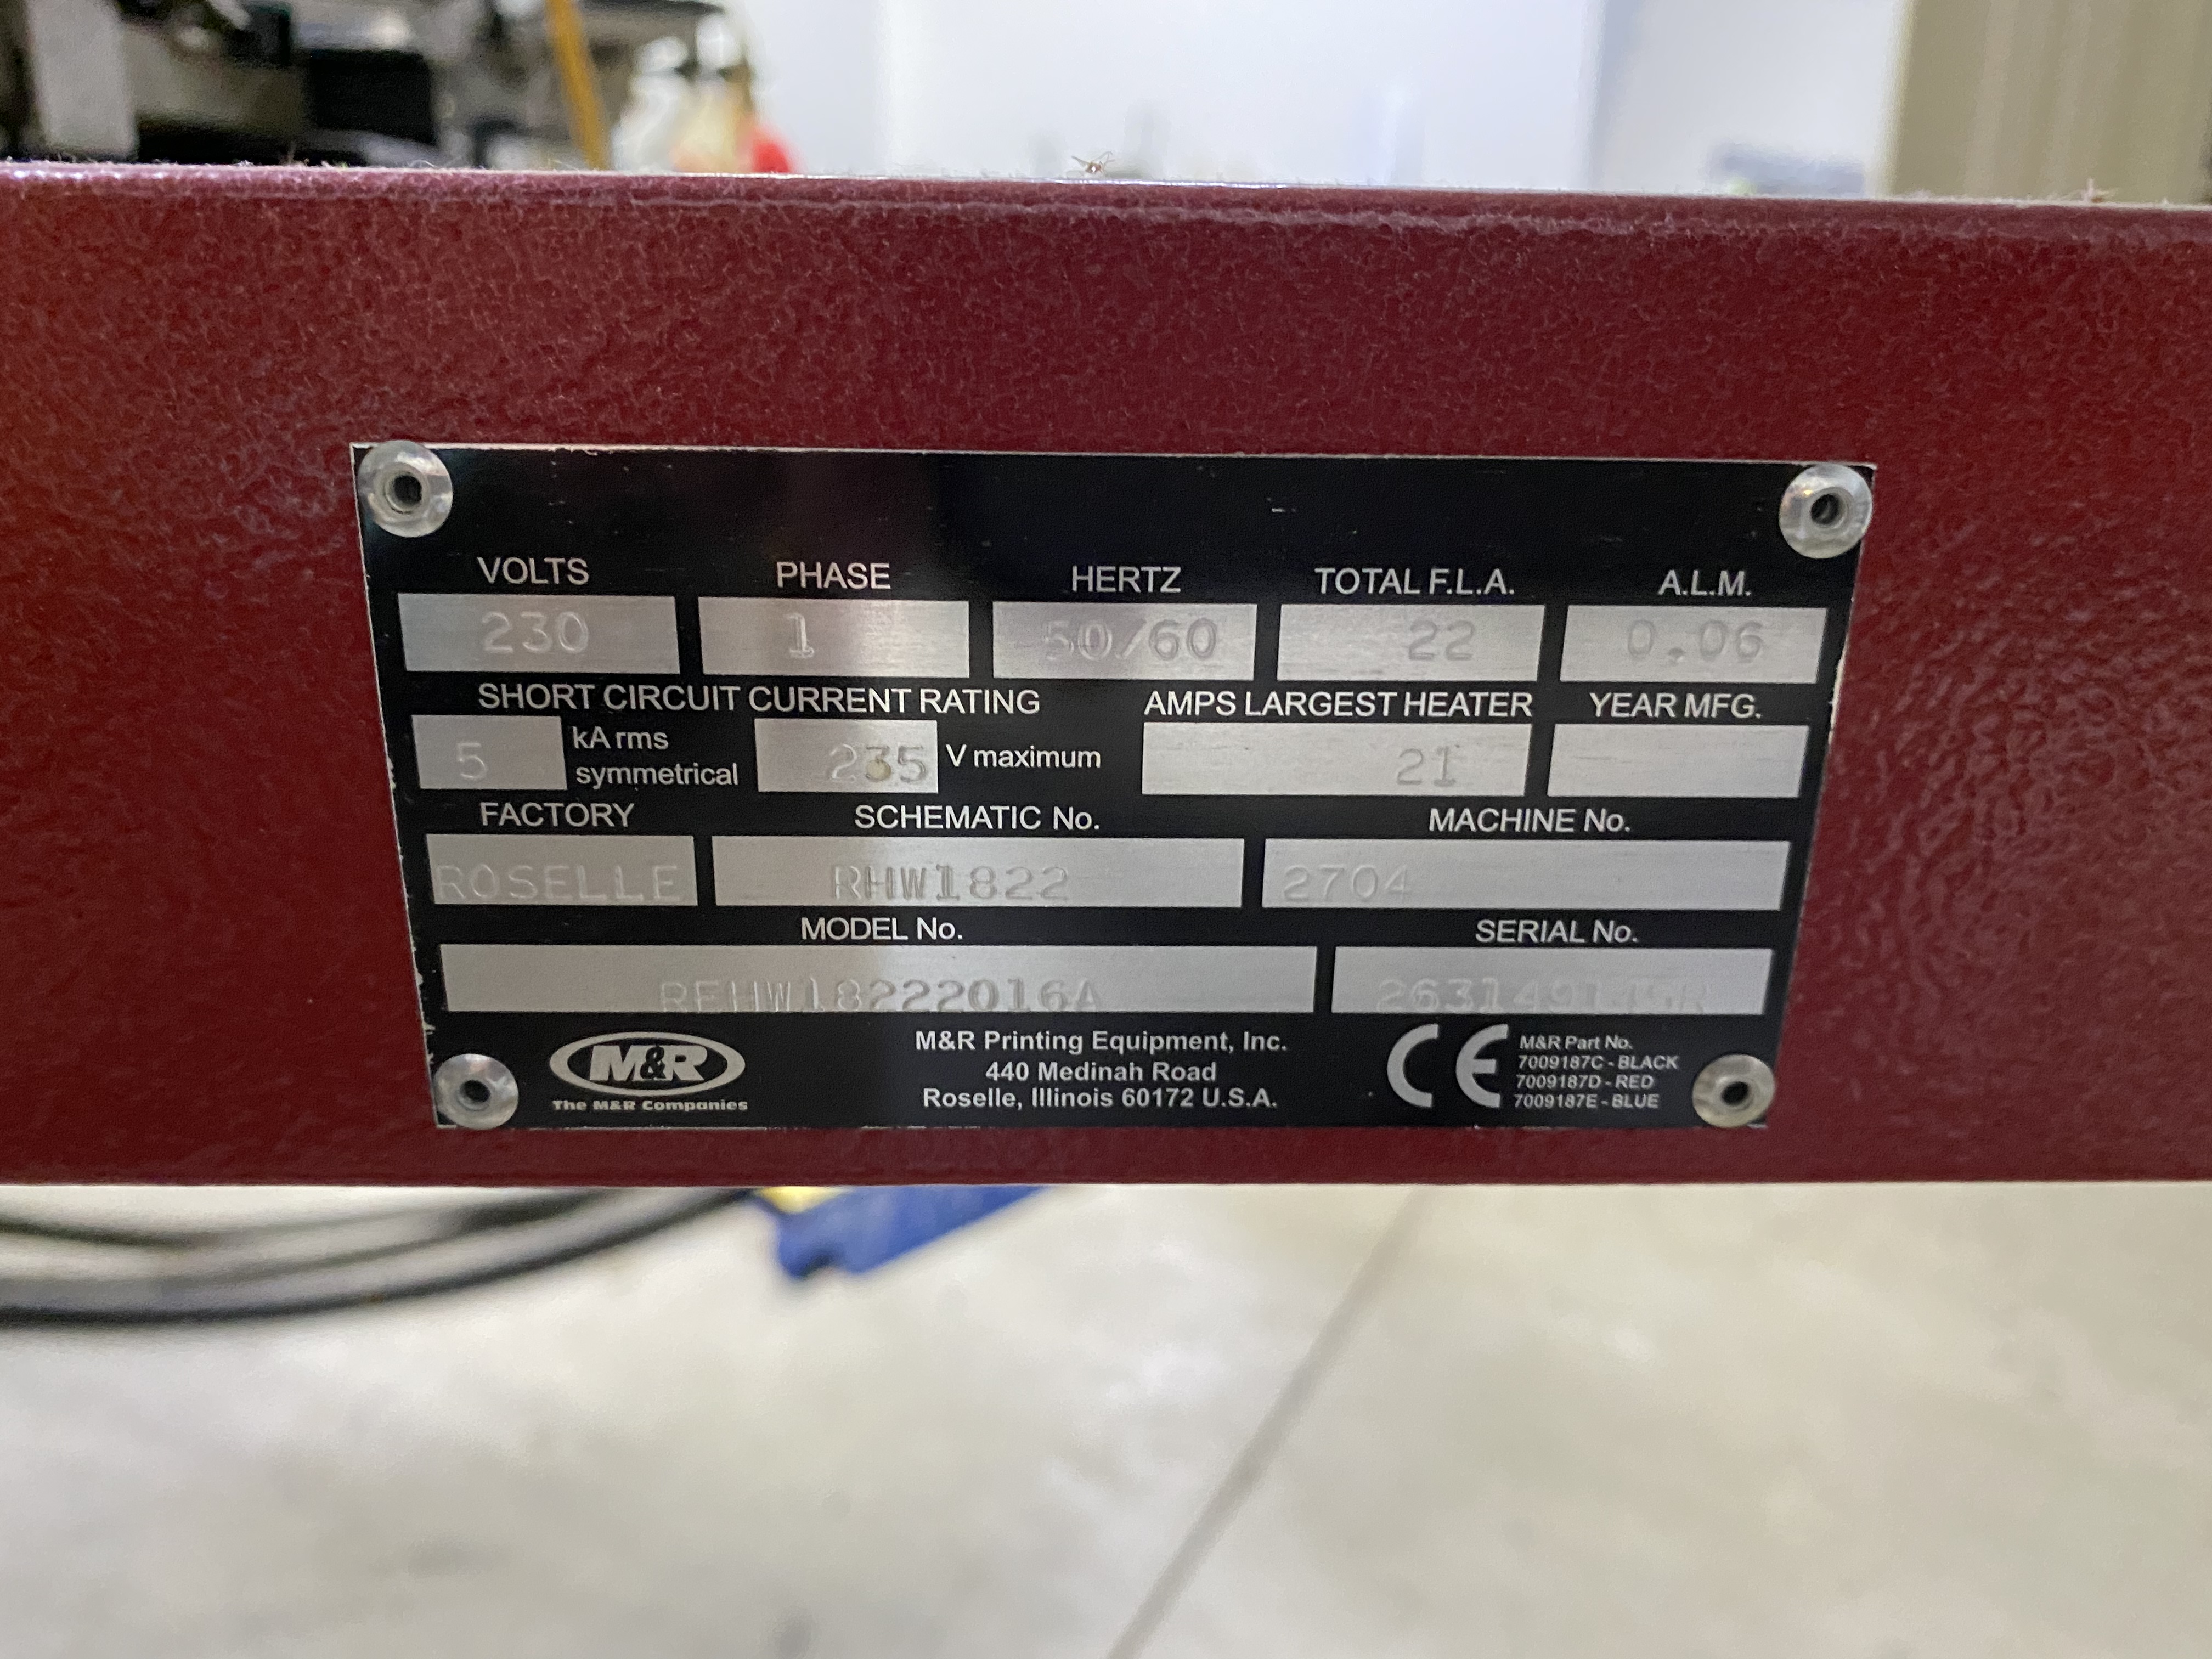 VOLTS PHASE HERTZ TOTAL F.L.A. A.L.M.
230 1 50/60 22 0.06
SHORT CIRCUIT CURRENT RATING AMPS LARGEST HEATER YEAR MFG.
5 kA rms symmetrical 235 V maximum 21
FACTORY SCHEMATIC No. MACHINE No.
ROSELLE RHW1822 2704
MODEL No. SERIAL No.
M&R
The M&R Companies
M&R Printing Equipment, Inc.
440 Medinah Road
Roselle, Illinois 60172 U.S.A.
CE
M&R Part No.
7009187C - BLACK
7009187D - RED
7009187E - BLUE